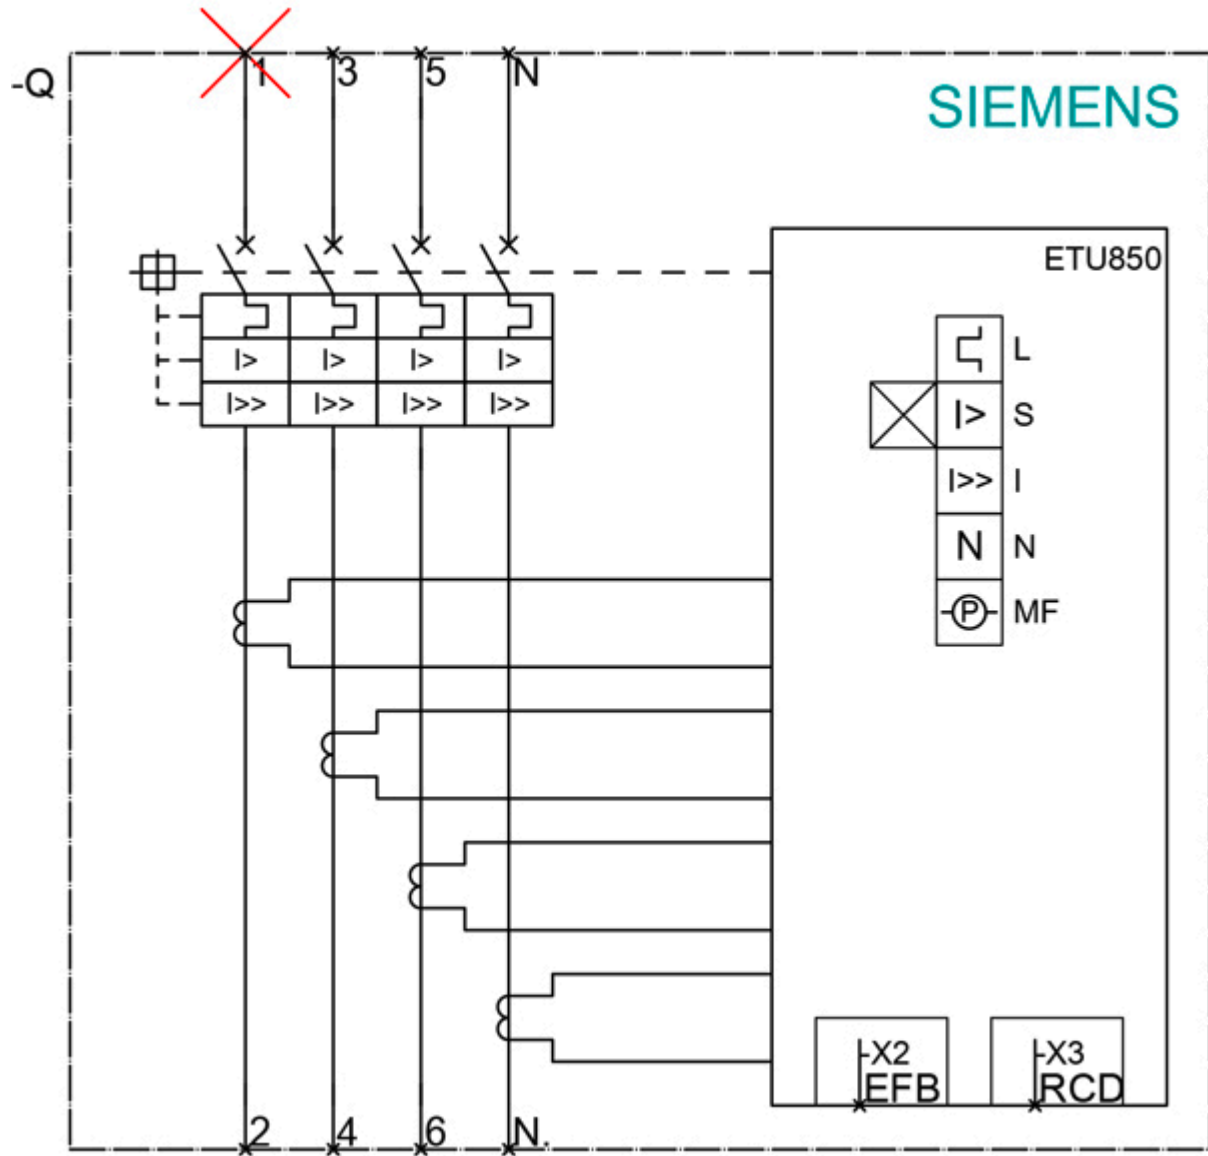 1 3 5 N
-Q
SIEMENS
ETU850
L
I> I> I> I>
I>> I>> I>> I>>
I> S
I>> I
N N
P MF
-X2
EFB
-X3
RCD
2 4 6 N.